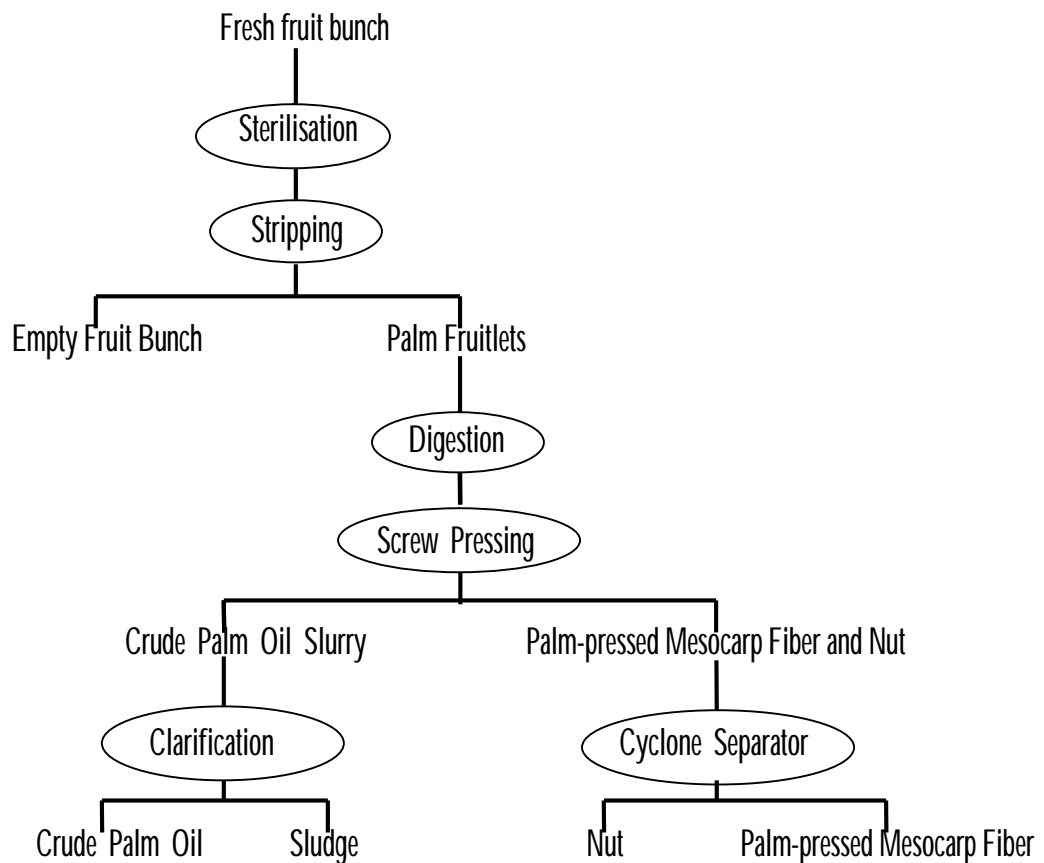 Fresh fruit bunch
Sterilisation
Stripping
Empty Fruit Bunch
Palm Fruitlets
Digestion
Screw Pressing
Crude Palm Oil Slurry
Palm-pressed Mesocarp Fiber and Nut
Clarification
Cyclone Separator
Crude Palm Oil
Sludge
Nut
Palm-pressed Mesocarp Fiber